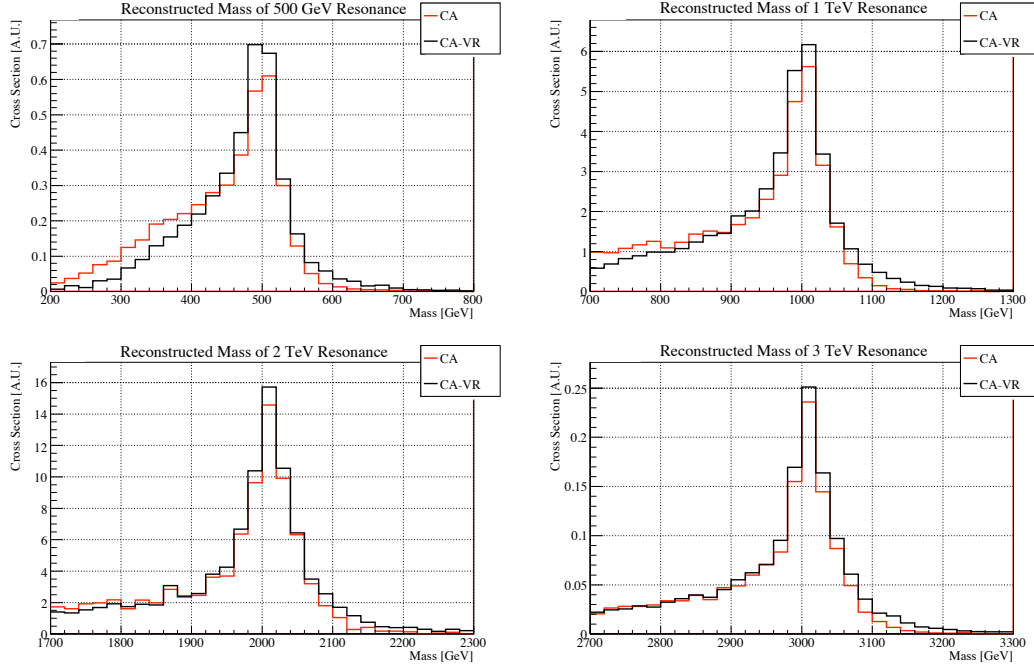 Reconstructed Mass of 500 GeV Resonance
CA
CA-VR
Cross Section [A.U.]
0.7
0.6
0.5
0.4
0.3
0.2
0.1
0
200 300 400 500 600 700 800
Mass [GeV]
Reconstructed Mass of 1 TeV Resonance
CA
CA-VR
Cross Section [A.U.]
6
5
4
3
2
1
0
700 800 900 1000 1100 1200 1300
Mass [GeV]
Reconstructed Mass of 2 TeV Resonance
CA
CA-VR
Cross Section [A.U.]
16
14
12
10
8
6
4
2
0
1700 1800 1900 2000 2100 2200 2300
Mass [GeV]
Reconstructed Mass of 3 TeV Resonance
CA
CA-VR
Cross Section [A.U.]
0.25
0.2
0.15
0.1
0.05
0
2700 2800 2900 3000 3100 3200 3300
Mass [GeV]